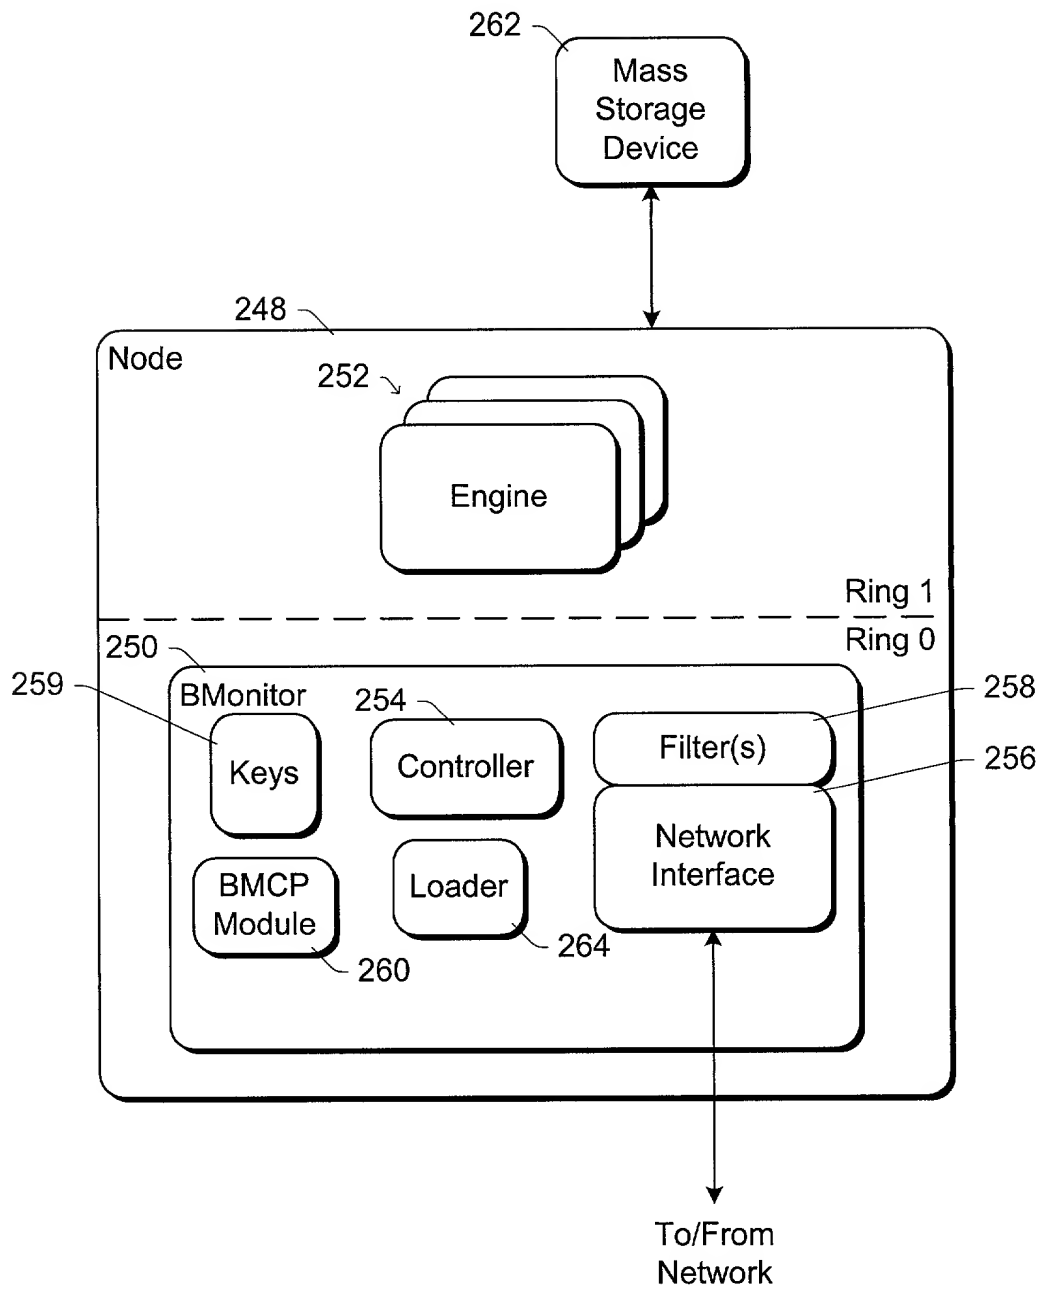 262
Mass
Storage
Device
248
Node
252
Engine
Ring 1
Ring 0
250
BMonitor
259
254
258
Keys
Controller
Filter(s)
256
Network
Interface
BMCP
Module
Loader
260
264
To/From
Network